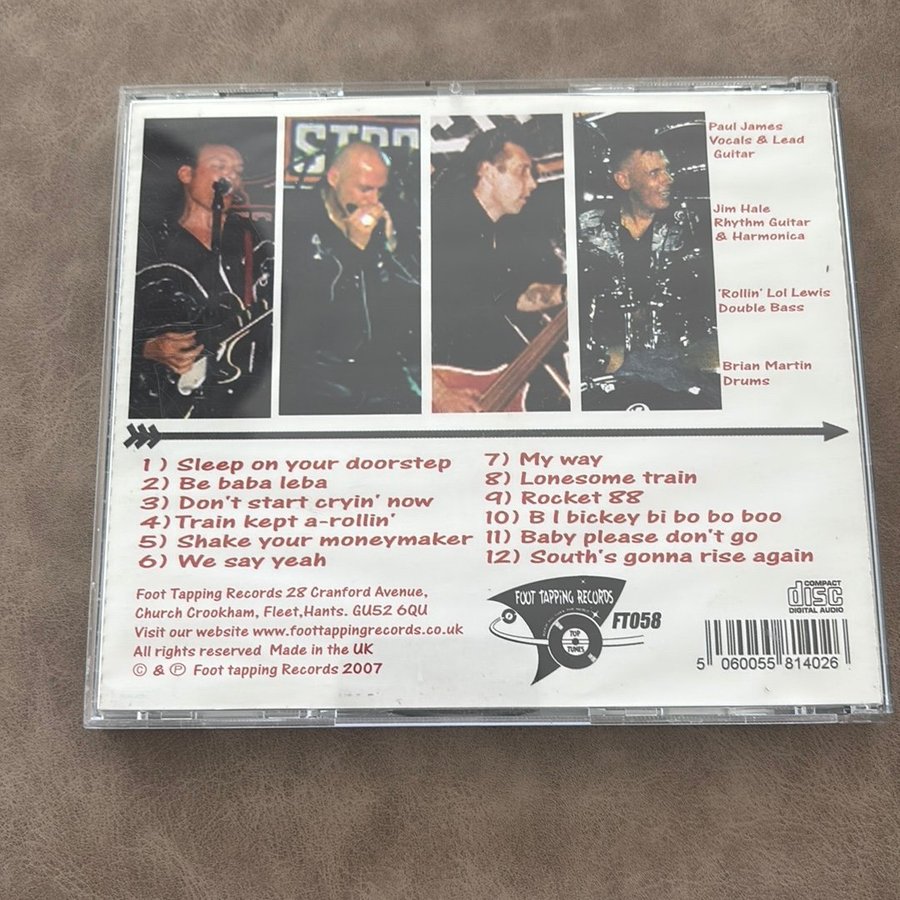 STRO
Paul James
Vocals & Lead
Guitar
Jim Hale
Rhythm Guitar
& Harmonica
'Rollin' Lol Lewis
Double Bass
Brian Martin
Drums
1 ) Sleep on your doorstep
2) Be baba leba
3) Don't start cryin' now
4) Train kept a-rollin'
5) Shake your moneymaker
6) We say yeah
7) My way
8) Lonesome train
9) Rocket 88
10) B I bickey bi bo bo boo
11) Baby please don't go
12) South's gonna rise again
Foot Tapping Records 28 Cranford Avenue,
Church Crookham, Fleet,Hants. GU52 6QU
Visit our website www.foottappingrecords.co.uk
All rights reserved Made in the UK
© & ℗ Foot tapping Records 2007
FOOT TAPPING RECORDS
TOP
TUNES
FT058
COMPACT
disc
DIGITAL AUDIO
5 060055 814026